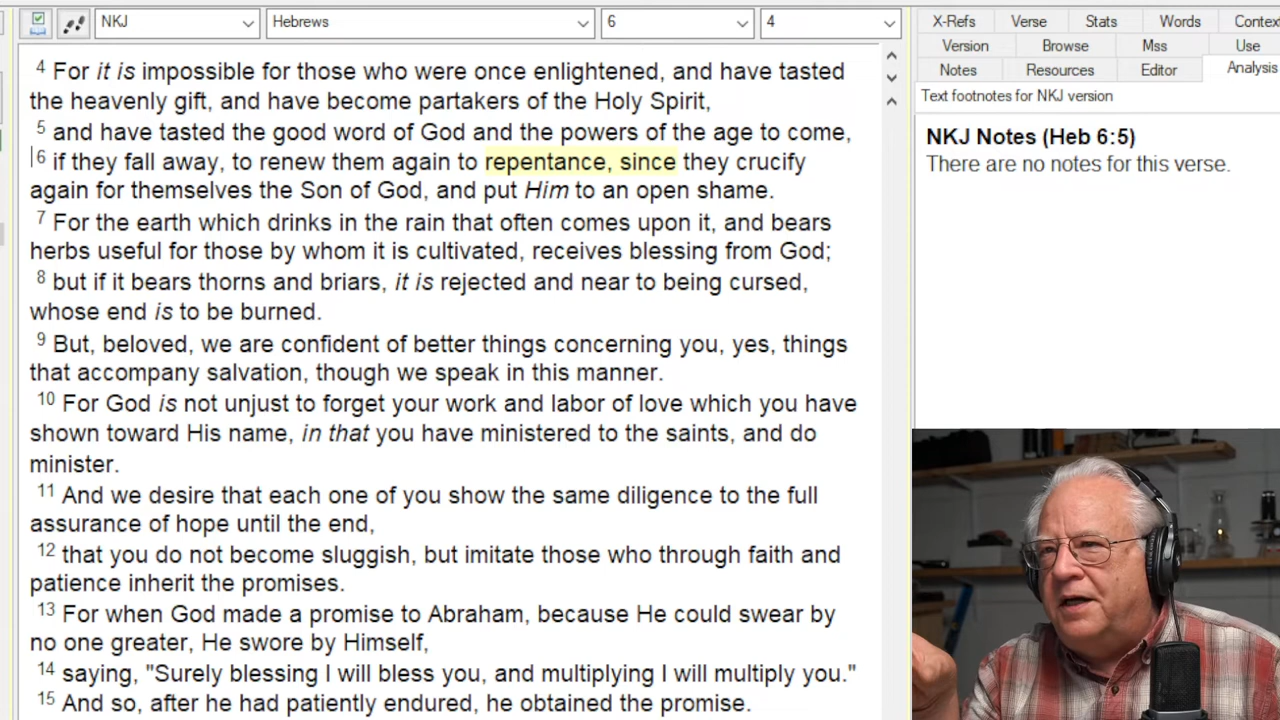 NKJ Hebrews 6 4
4 For it is impossible for those who were once enlightened, and have tasted
the heavenly gift, and have become partakers of the Holy Spirit,
5 and have tasted the good word of God and the powers of the age to come,
6 if they fall away, to renew them again to repentance, since they crucify
again for themselves the Son of God, and put Him to an open shame.
7 For the earth which drinks in the rain that often comes upon it, and bears
herbs useful for those by whom it is cultivated, receives blessing from God;
8 but if it bears thorns and briars, it is rejected and near to being cursed,
whose end is to be burned.
9 But, beloved, we are confident of better things concerning you, yes, things
that accompany salvation, though we speak in this manner.
10 For God is not unjust to forget your work and labor of love which you have
shown toward His name, in that you have ministered to the saints, and do
minister.
11 And we desire that each one of you show the same diligence to the full
assurance of hope until the end,
12 that you do not become sluggish, but imitate those who through faith and
patience inherit the promises.
13 For when God made a promise to Abraham, because He could swear by
no one greater, He swore by Himself,
14 saying, "Surely blessing I will bless you, and multiplying I will multiply you."
15 And so, after he had patiently endured, he obtained the promise.
X-Refs Verse Stats Words Contex
Version Browse Mss Use
Notes Resources Editor Analysis
Text footnotes for NKJ version
NKJ Notes (Heb 6:5)
There are no notes for this verse.